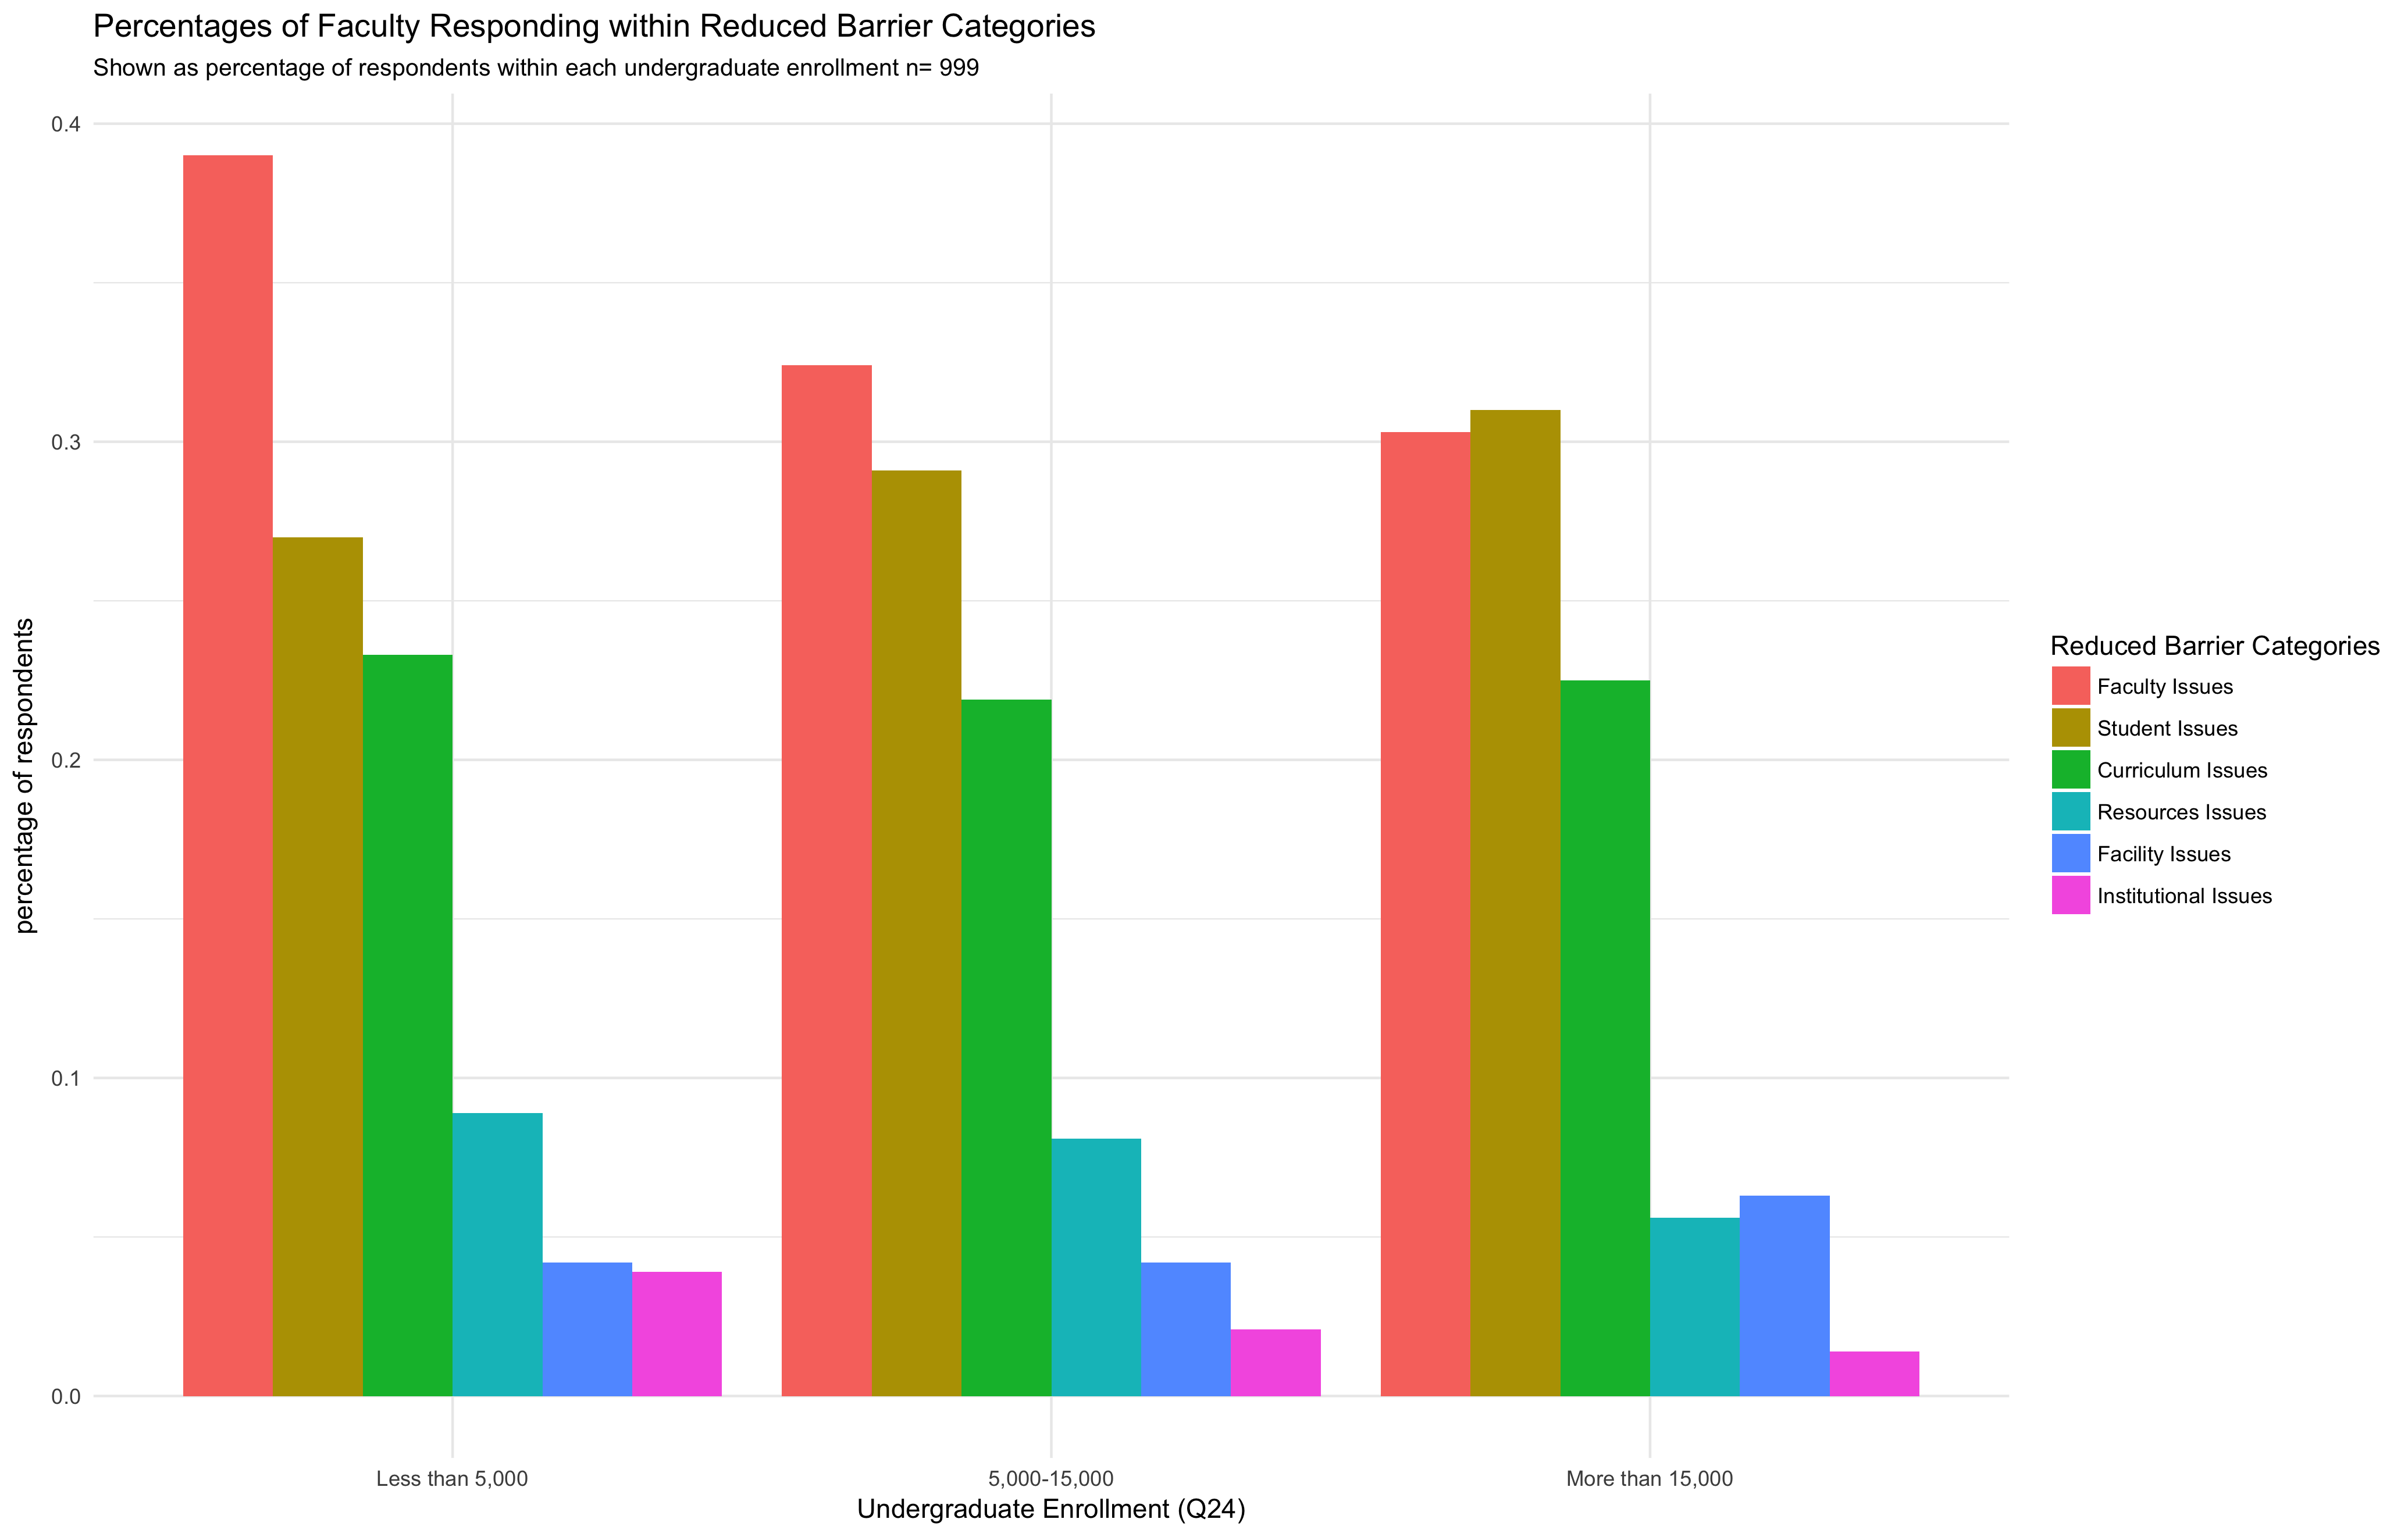 Percentages of Faculty Responding within Reduced Barrier Categories
Shown as percentage of respondents within each undergraduate enrollment n= 999
0.4
0.3
0.2
0.1
0.0
percentage of respondents
Less than 5,000
5,000-15,000
More than 15,000
Undergraduate Enrollment (Q24)
Reduced Barrier Categories
Faculty Issues
Student Issues
Curriculum Issues
Resources Issues
Facility Issues
Institutional Issues